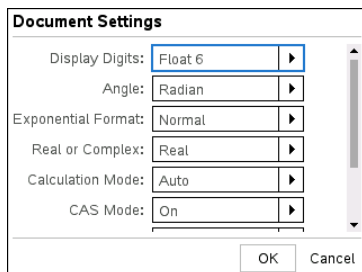 Document Settings
Display Digits: Float 6
Angle: Radian
Exponential Format: Normal
Real or Complex: Real
Calculation Mode: Auto
CAS Mode: On
OK Cancel